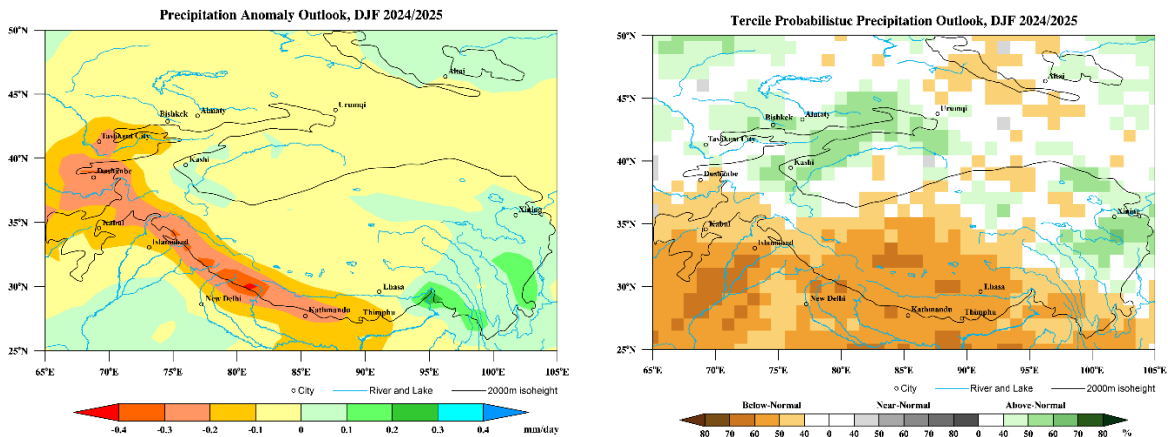 Precipitation Anomaly Outlook, DJF 2024/2025
50°N
45°N
40°N
35°N
30°N
25°N
65°E 70°E 75°E 80°E 85°E 90°E 95°E 100°E 105°E
Altai
Urumqi
Almaty
Bishkek
Tashkent City
Kashi
Dushanbe
Xining
Kabul
Islamabad
Lhasa
New Delhi
Kathmandu
Thimphu
City River and Lake 2000m isoheight
-0.4 -0.3 -0.2 -0.1 0 0.1 0.2 0.3 0.4 mm/day
Tercile Probabilistuc Precipitation Outlook, DJF 2024/2025
50°N
45°N
40°N
35°N
30°N
25°N
65°E 70°E 75°E 80°E 85°E 90°E 95°E 100°E 105°E
Altai
Urumqi
Almaty
Bishkek
Tashkent City
Kashi
Dushanbe
Xining
Kabul
Islamabad
Lhasa
New Delhi
Kathmandu
Thimphu
City River and Lake 2000m isoheight
Below-Normal Near-Normal Above-Normal
80 70 60 50 40 0 40 50 60 70 80 0 40 50 60 70 80 %